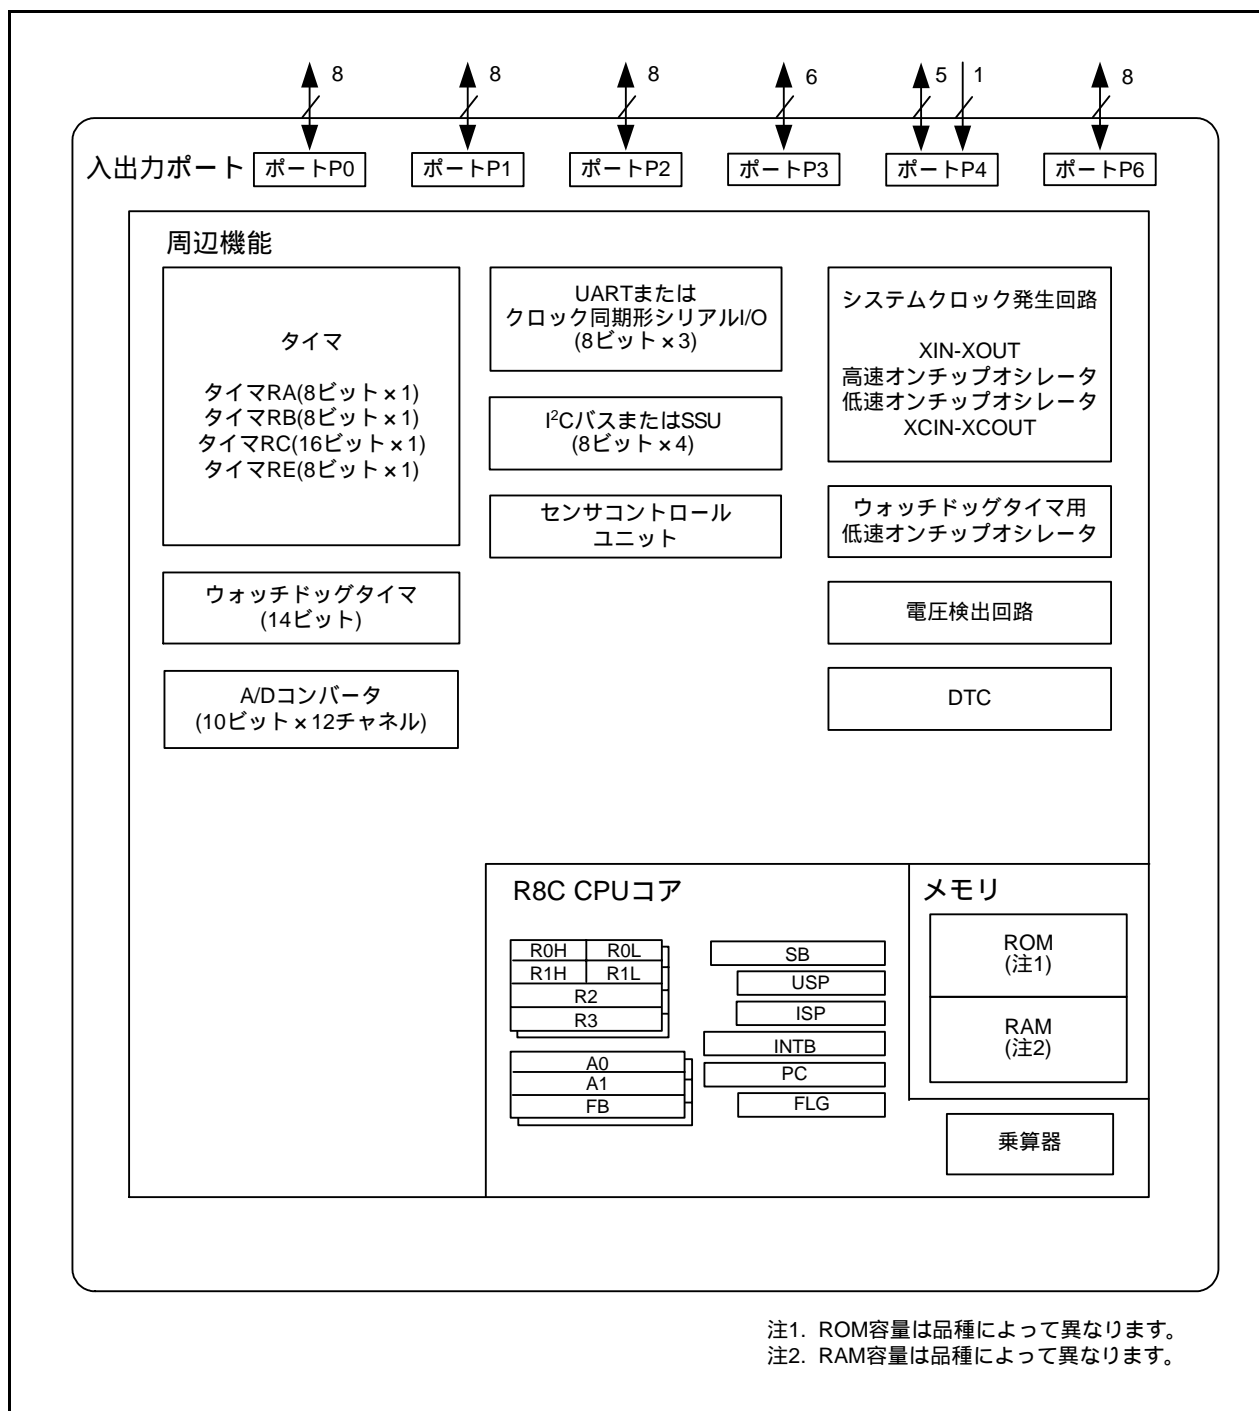 8 8 8 6 5 1 8
入出力ポート ポートP0 ポートP1 ポートP2 ポートP3 ポートP4 ポートP6
周辺機能
タイマ
タイマRA(8ビット×1)
タイマRB(8ビット×1)
タイマRC(16ビット×1)
タイマRE(8ビット×1)
ウォッチドッグタイマ
(14ビット)
A/Dコンバータ
(10ビット×12チャネル)
UARTまたは
クロック同期形シリアルI/O
(8ビット×3)
I²CバスまたはSSU
(8ビット×4)
センサコントロール
ユニット
システムクロック発生回路
XIN-XOUT
高速オンチップオシレータ
低速オンチップオシレータ
XCIN-XCOUT
ウォッチドッグタイマ用
低速オンチップオシレータ
電圧検出回路
DTC
R8C CPUコア
R0H R0L
R1H R1L
R2
R3
A0
A1
FB
SB
USP
ISP
INTB
PC
FLG
メモリ
ROM
(注1)
RAM
(注2)
乗算器
注1. ROM容量は品種によって異なります。
注2. RAM容量は品種によって異なります。